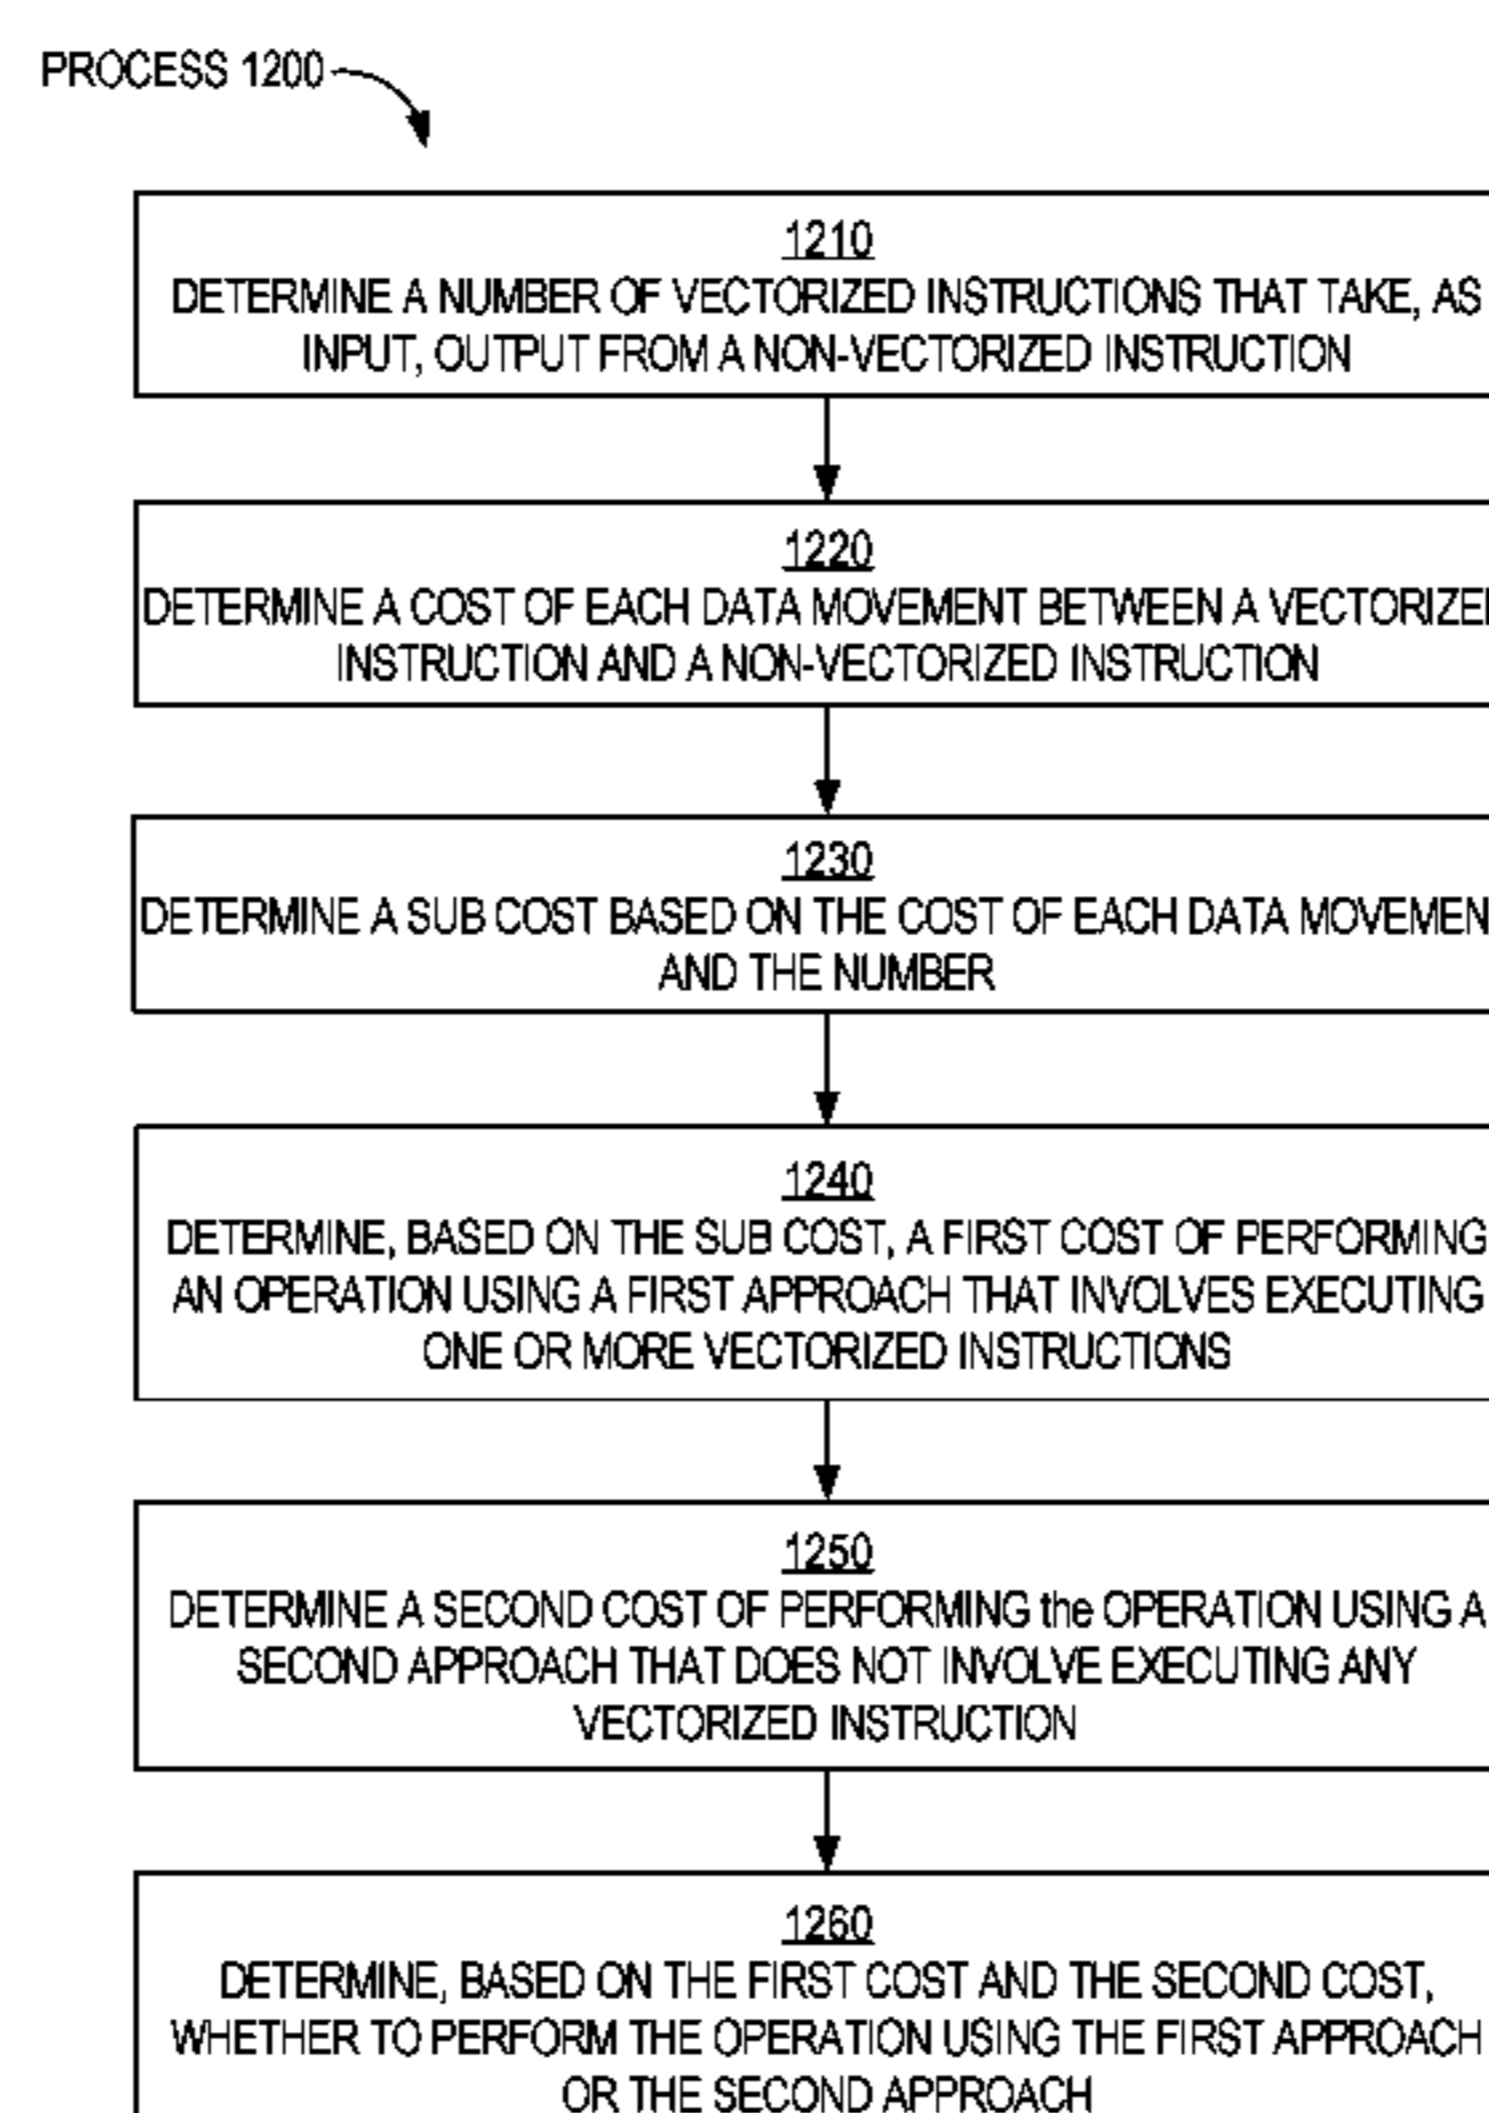 PROCESS 1200
1210
DETERMINE A NUMBER OF VECTORIZED INSTRUCTIONS THAT TAKE, AS
INPUT, OUTPUT FROM A NON-VECTORIZED INSTRUCTION
1220
DETERMINE A COST OF EACH DATA MOVEMENT BETWEEN A
INSTRUCTION AND A NON-VECTORIZED INSTRUCTION
1230
DETERMINE A SUB COST BASED ON THE COST OF EACH DATA
AND THE NUMBER
1240
DETERMINE, BASED ON THE SUB COST, A FIRST COST OF PERFORMING
AN OPERATION USING A FIRST APPROACH THAT INVOLVES EXECUTING
ONE OR MORE VECTORIZED INSTRUCTIONS
1250
DETERMINE A SECOND COST OF PERFORMING the OPERATION USING A
SECOND APPROACH THAT DOES NOT INVOLVE EXECUTING ANY
VECTORIZED INSTRUCTION
1260
DETERMINE, BASED ON THE FIRST COST AND THE SECOND COST,
WHETHER TO PERFORM THE OPERATION USING THE FIRST APPROACH
OR THE SECOND APPROACH